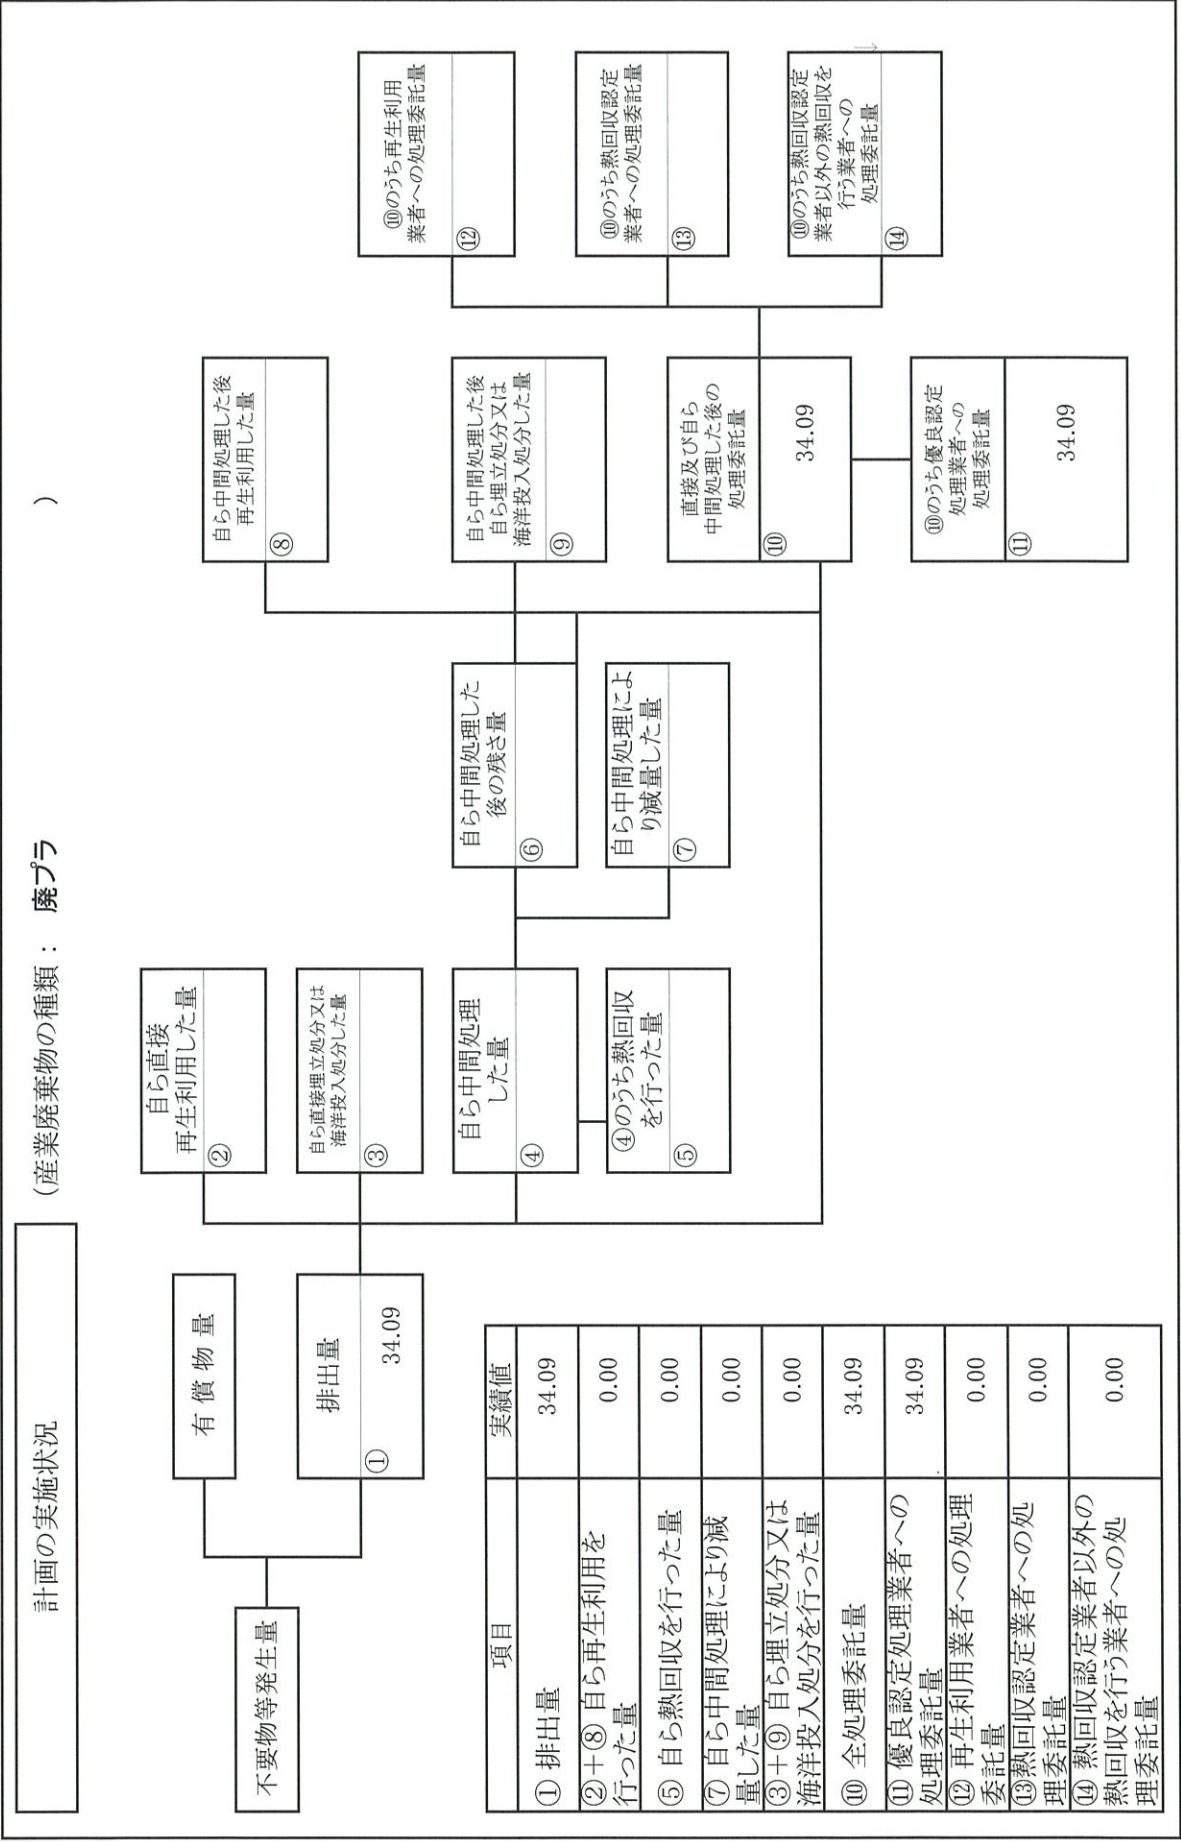 計画の実施状況
(産業廃棄物の種類： 廃プラ )
不要物等発生量
有 償 物 量
排出量
①
34.09
自ら直接
再生利用した量
②
自ら直接埋立処分又は
海洋投入処分した量
③
自ら中間処理
した量
④
④のうち熱回収
を行った量
⑤
自ら中間処理した
後の残さ量
⑥
自ら中間処理によ
り減量した量
⑦
自ら中間処理した後
再生利用した量
⑧
自ら中間処理した後
自ら埋立処分又は
海洋投入処分した量
⑨
直接及び自ら
中間処理した後の
処理委託量
⑩
34.09
⑩のうち優良認定
処理業者への
処理委託量
⑪
34.09
⑩のうち再生利用
業者への処理委託量
⑫
⑩のうち熱回収認定
業者への処理委託量
⑬
⑩のうち熱回収認定
業者以外の熱回収を
行う業者への
処理委託量
⑭
項目 実績値
① 排出量 34.09
②＋⑧ 自ら再生利用を
行った量 0.00
⑤ 自ら熱回収を行った量 0.00
⑦ 自ら中間処理により減
量した量 0.00
③＋⑨ 自ら埋立処分又は
海洋投入処分を行った量 0.00
⑩ 全処理委託量 34.09
⑪ 優良認定処理業者への
処理委託量 34.09
⑫ 再生利用業者への処理
委託量 0.00
⑬熱回収認定業者への処
理委託量 0.00
⑭ 熱回収認定業者以外の
熱回収を行う業者への処
理委託量 0.00